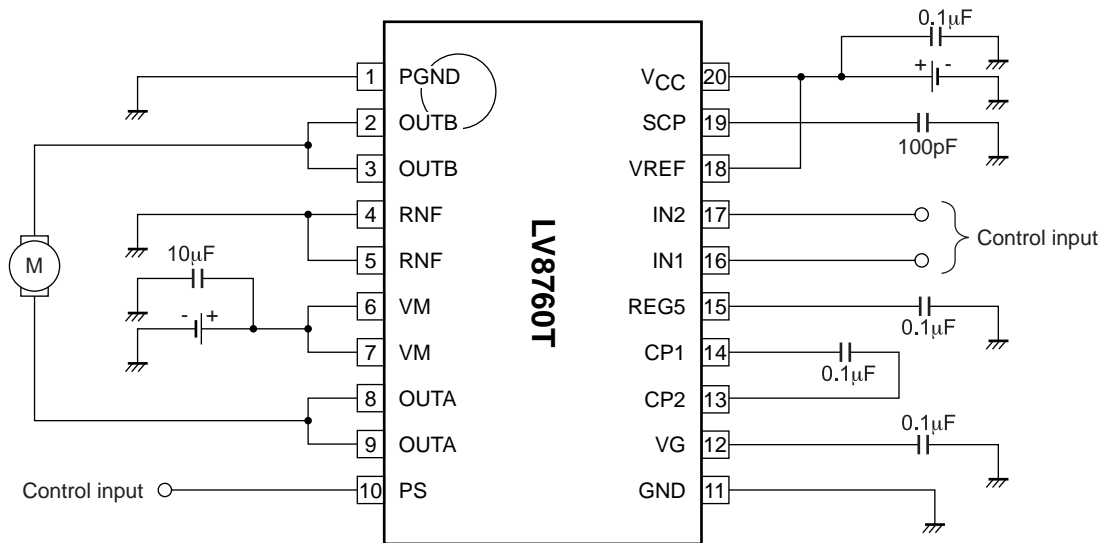 0.1μF
+ -
1 PGND
VCC 20
2 OUTB
SCP 19
100pF
3 OUTB
VREF 18
4 RNF
IN2 17
Control input
5 RNF
IN1 16
10μF
M
6 VM
REG5 15
0.1μF
- +
7 VM
CP1 14
0.1μF
8 OUTA
CP2 13
9 OUTA
VG 12
0.1μF
Control input
10 PS
GND 11
LV8760T